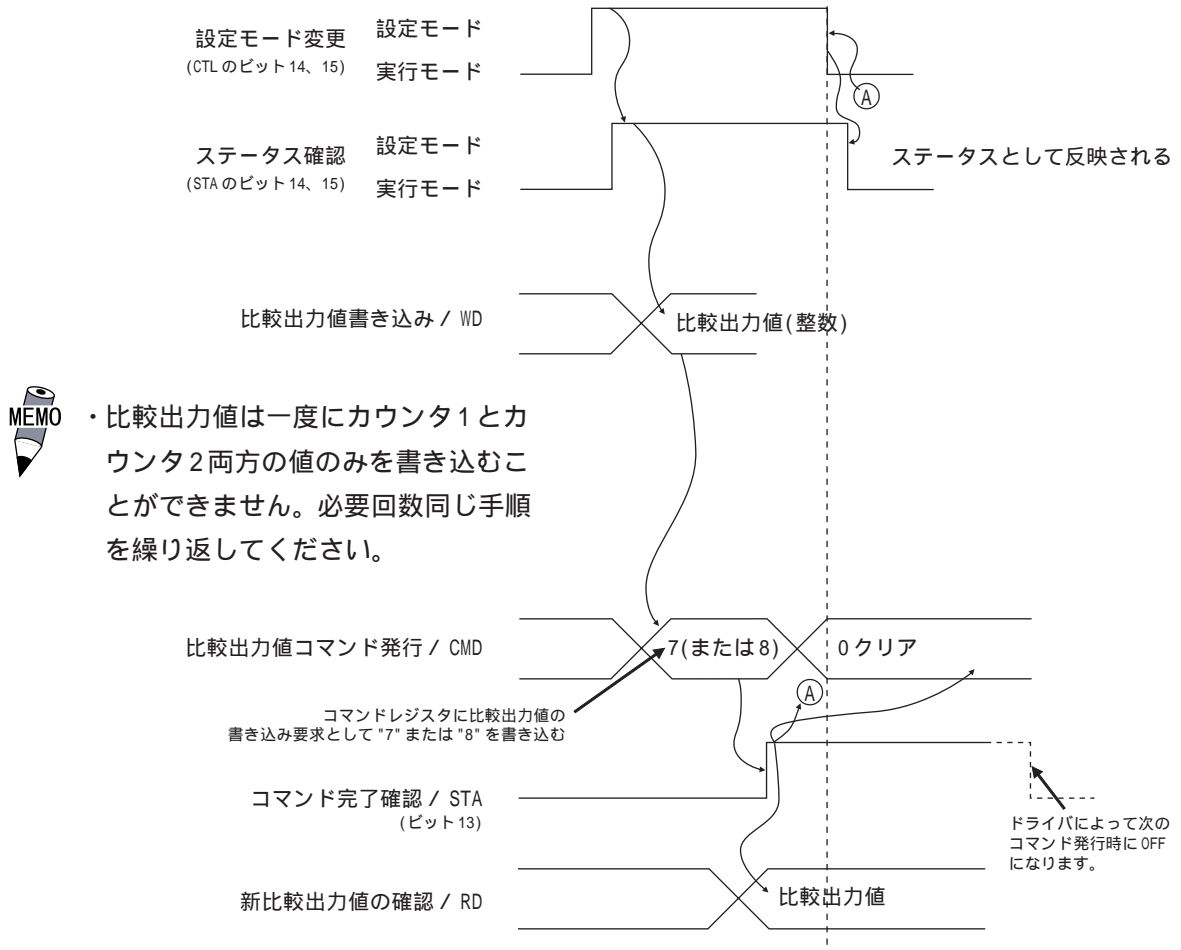 設定モード変更
(CTLのビット14、15)
設定モード
実行モード
Ⓐ
ステータス確認
(STAのビット14、15)
設定モード
実行モード
ステータスとして反映される
比較出力値書き込み / WD
比較出力値(整数)
MEMO
・比較出力値は一度にカウンタ1とカ
ウンタ2両方の値のみを書き込むこ
とができません。必要回数同じ手順
を繰り返してください。
比較出力値コマンド発行 / CMD
7(または8)
0クリア
コマンドレジスタに比較出力値の
書き込み要求として"7"または"8"を書き込む
Ⓐ
コマンド完了確認 / STA
(ビット13)
ドライバによって次の
コマンド発行時にOFF
になります。
新比較出力値の確認 / RD
比較出力値